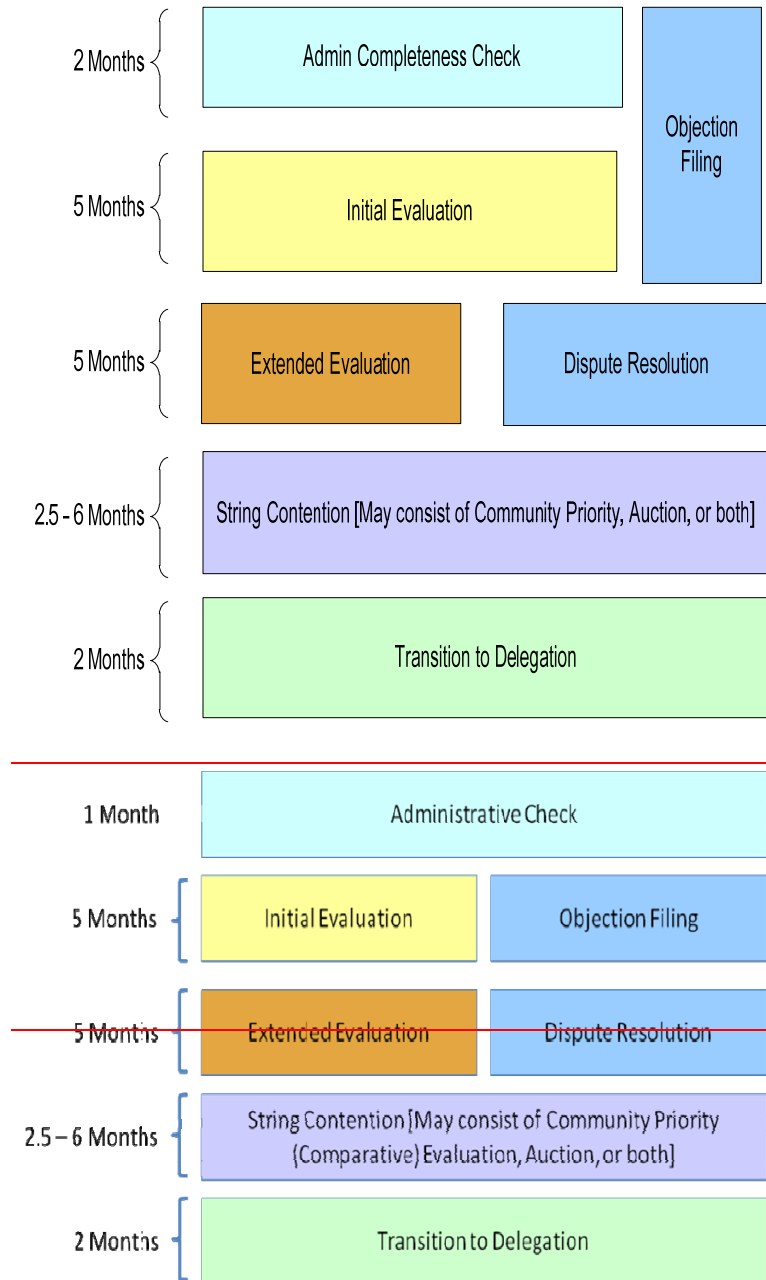 2 Months
Admin Completeness Check
Objection
Filing
5 Months
Initial Evaluation
5 Months
Extended Evaluation
Dispute Resolution
2.5 - 6 Months
String Contention [May consist of Community Priority, Auction, or both]
2 Months
Transition to Delegation
1 Month
Administrative Check
5 Months
Initial Evaluation
Objection Filing
5 Months
Extended Evaluation
Dispute Resolution
2.5 – 6 Months
String Contention [May consist of Community Priority
(Comparative) Evaluation, Auction, or both]
2 Months
Transition to Delegation